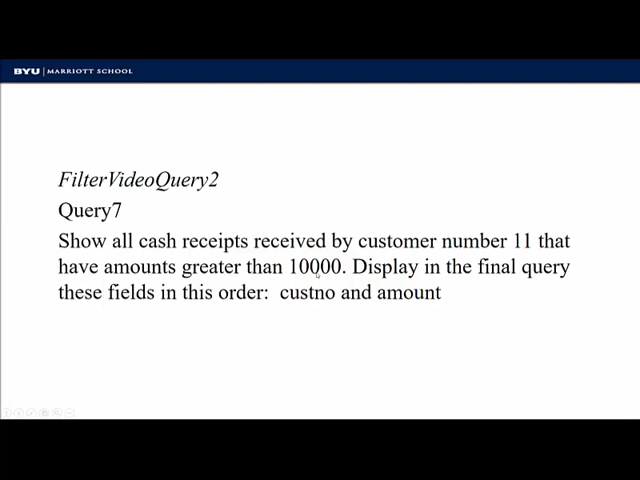 BYU | MARRIOTT SCHOOL
FilterVideoQuery2
Query7
Show all cash receipts received by customer number 11 that
have amounts greater than 10000. Display in the final query
these fields in this order:  custno and amount